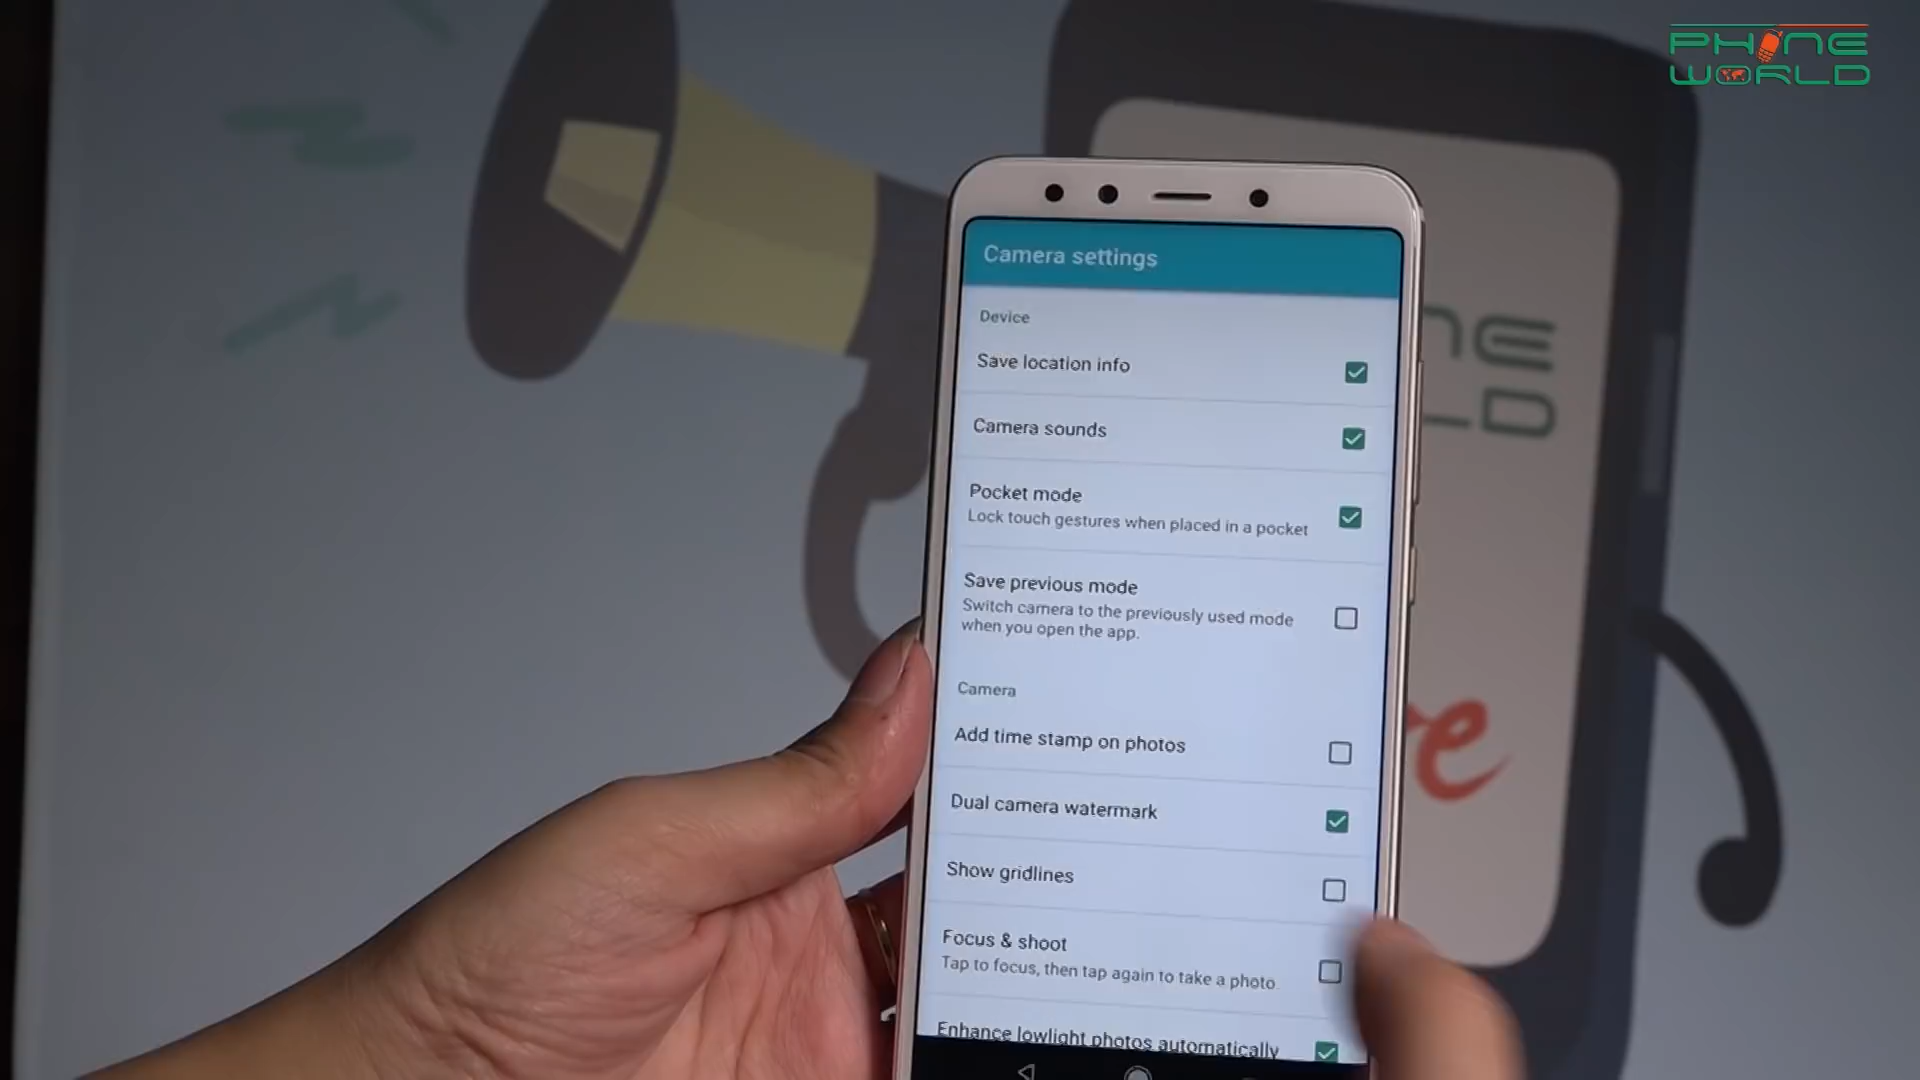 PHONE
WORLD
Camera settings
Device
Save location info
Camera sounds
Pocket mode
Lock touch gestures when placed in a pocket
Save previous mode
Switch camera to the previously used mode
when you open the app.
Camera
Add time stamp on photos
Dual camera watermark
Show gridlines
Focus & shoot
Tap to focus, then tap again to take a photo.
Enhance lowlight photos automatically
NE
LD
re